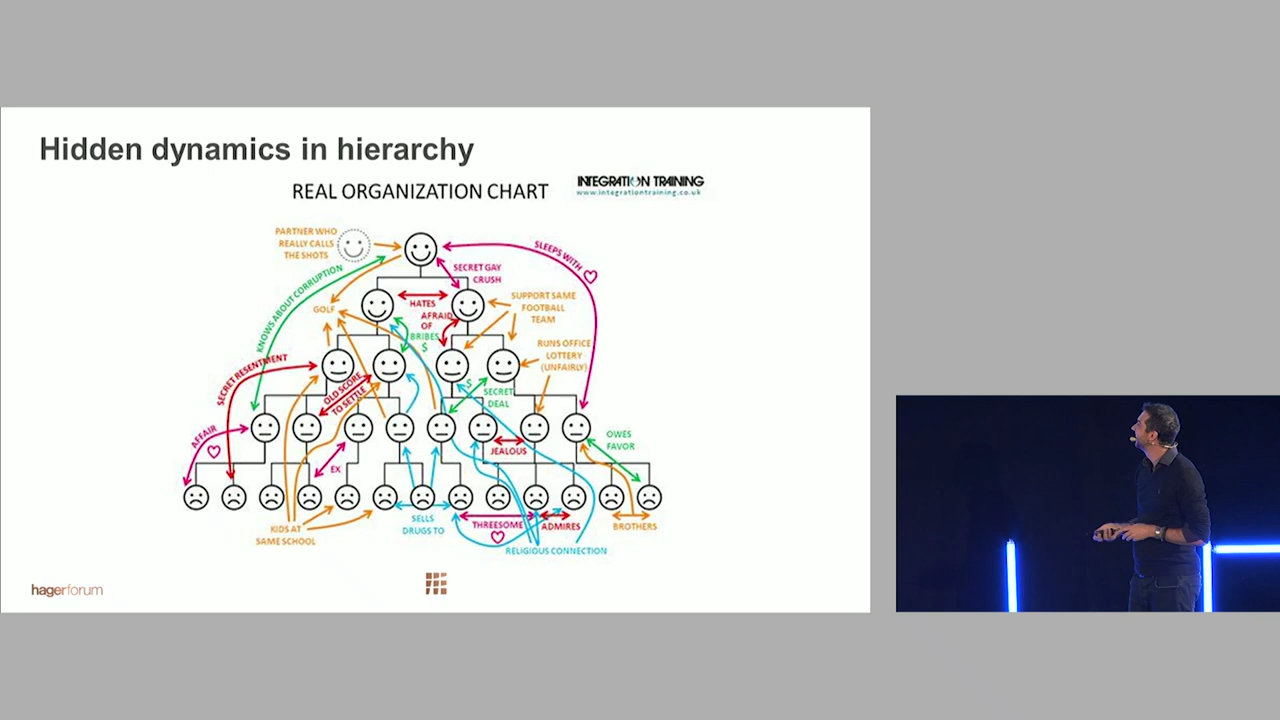 Hidden dynamics in hierarchy
REAL ORGANIZATION CHART
INTEGRATION TRAINING
www.integrationtraining.co.uk
PARTNER WHO
REALLY CALLS
THE SHOTS
SLEEPS WITH
SECRET GAY
CRUSH
KNOWS ABOUT CORRUPTION
HATES
SUPPORT SAME
FOOTBALL
TEAM
GOLF
AFRAID
OF
BRIBES
$
RUNS OFFICE
LOTTERY
(UNFAIRLY)
SECRET RESENTMENT
OLD SCORE
TO SETTLE
$
SECRET
DEAL
AFFAIR
JEALOUS
OWES
FAVOR
EX
KIDS AT
SAME SCHOOL
SELLS
DRUGS TO
THREESOME
ADMIRES
BROTHERS
RELIGIOUS CONNECTION
hagerforum